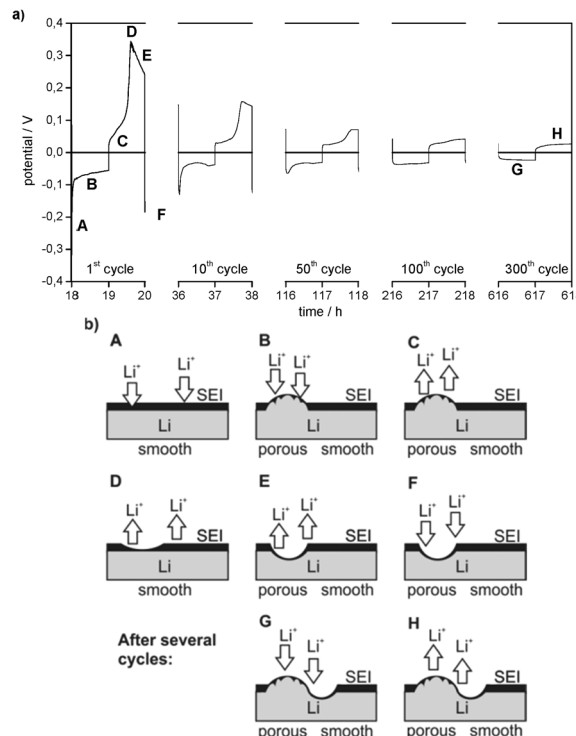 a)
0,4
0,3
0,2
0,1
0,0
-0,1
-0,2
-0,3
-0,4
potential / V
A
B
C
D
E
F
G
H
1st cycle
10th cycle
50th cycle
100th cycle
300th cycle
18 19 20
36 37 38
116 117 118
216 217 218
616 617 61
time / h
b)
A
Li+ Li+
SEI
Li
smooth
B
Li+ Li+
SEI
Li
porous smooth
C
Li+ Li+
SEI
Li
porous smooth
D
Li+ Li+
SEI
Li
smooth
E
Li+ Li+
SEI
Li
porous smooth
F
Li+ Li+
SEI
Li
porous smooth
After several
cycles:
G
Li+ Li+
SEI
Li
porous smooth
H
Li+ Li+
SEI
Li
porous smooth